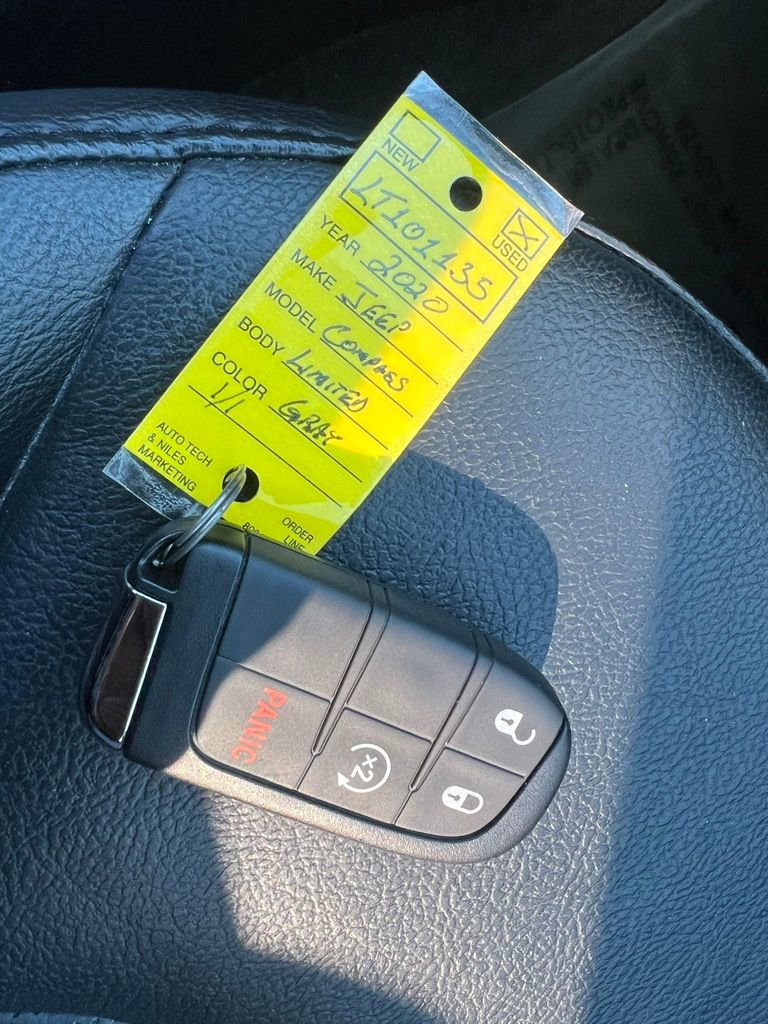 NEW
USED
LT101135
YEAR 2020
MAKE JEEP
MODEL COMPASS
BODY LIMITED
COLOR GRAY
1/1
AUTO TECH
& NILES
MARKETING
ORDER
LINE
PANIC
x2